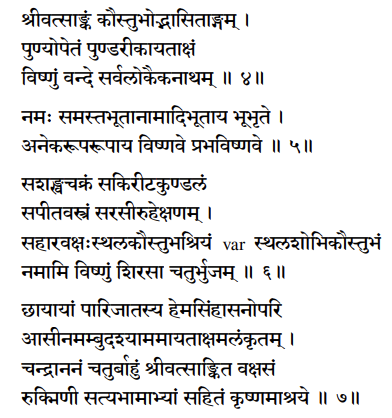 श्रीवत्साङ्कं कौस्तुभोद्भासिताङ्गम् ।
पुण्योपेतं पुण्डरीकायताक्षं
विष्णुं वन्दे सर्वलोकैकनाथम् ॥ ४॥
नमः समस्तभूतानामादिभूताय भूभृते ।
अनेकरूपरूपाय विष्णवे प्रभविष्णवे ॥ ५॥
सशङ्खचक्रं सकिरीटकुण्डलं
सपीतवस्त्रं सरसीरुहेक्षणम् ।
सहारवक्षःस्थलकौस्तुभश्रियं var स्थलशोभिकौस्तुभं
नमामि विष्णुं शिरसा चतुर्भुजम् ॥ ६॥
छायायां पारिजातस्य हेमसिंहासनोपरि
आसीनमम्बुदश्याममायताक्षमलंकृतम् ।
चन्द्राननं चतुर्बाहुं श्रीवत्साङ्कित वक्षसं
रुक्मिणी सत्यभामाभ्यां सहितं कृष्णमाश्रये ॥ ७॥